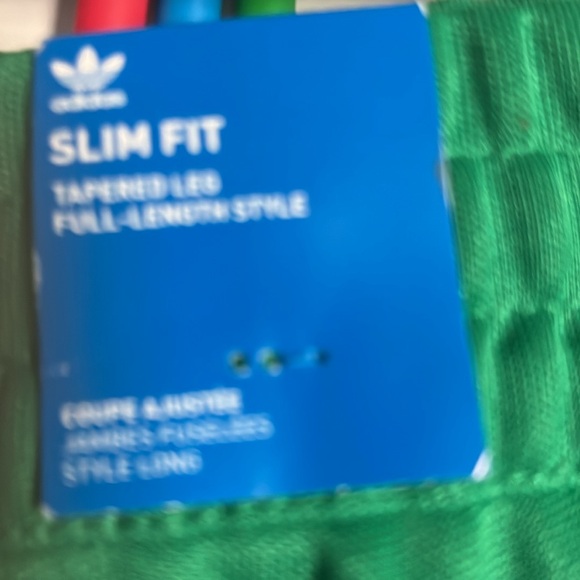 adidas
SLIM FIT
TAPERED LEG
FULL-LENGTH STYLE
COUPE AJUSTÉE
JAMBES FUSELÉES
STYLE LONG